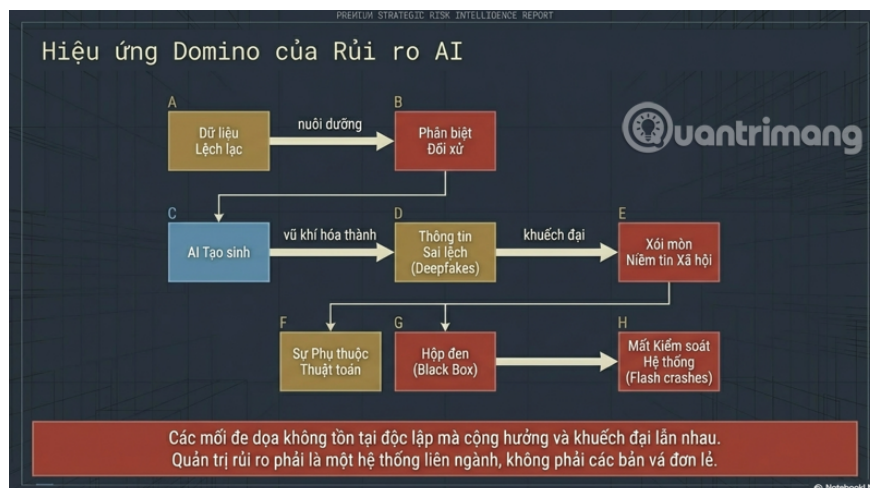 PREMIUM STRATEGIC RISK INTELLIGENCE REPORT
Hiệu ứng Domino của Rủi ro AI
Quantrimang
A
Dữ liệu
Lệch lạc
nuôi dưỡng
B
Phân biệt
Đối xử
C
AI Tạo sinh
vũ khí hóa thành
D
Thông tin
Sai lệch
(Deepfakes)
khuếch đại
E
Xói mòn
Niềm tin Xã hội
F
Sự Phụ thuộc
Thuật toán
G
Hộp đen
(Black Box)
H
Mất Kiểm soát
Hệ thống
(Flash crashes)
Các mối đe dọa không tồn tại độc lập mà cộng hưởng và khuếch đại lẫn nhau.
Quản trị rủi ro phải là một hệ thống liên ngành, không phải các bản vá đơn lẻ.